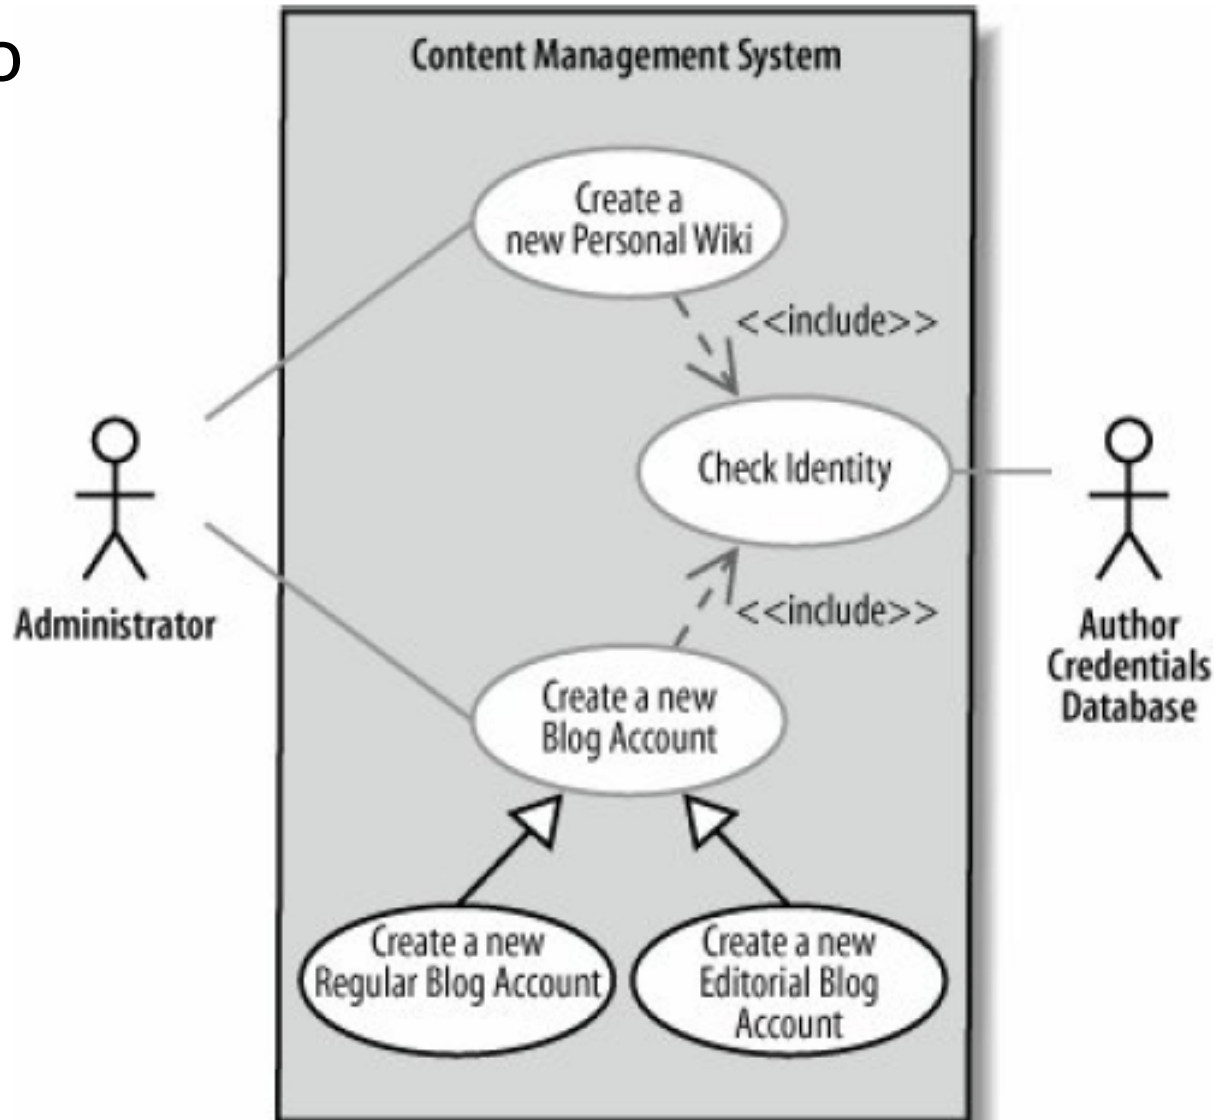 o
Content Management System
Create a
new Personal Wiki
<<include>>
Check Identity
<<include>>
Administrator
Author
Credentials
Database
Create a new
Blog Account
Create a new
Regular Blog Account
Create a new
Editorial Blog
Account